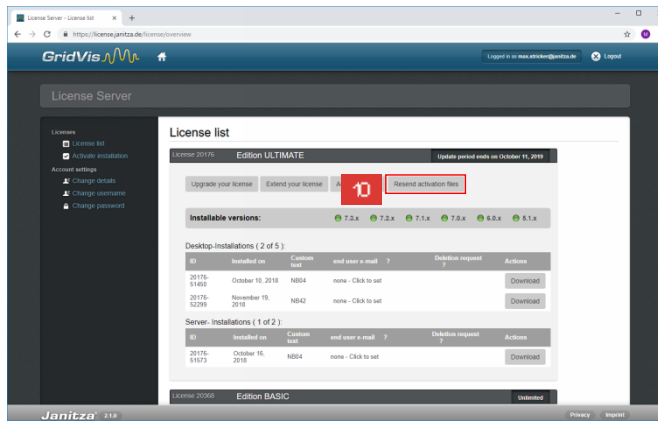 License Server - License list
https://license.janitza.de/license/overview
GridVis
Logged in as max.stricker@janitza.de
Logout
License Server
Licenses
License list
Activate installation
Account settings
Change details
Change username
Change password
License list
License 20176 Edition ULTIMATE Update period ends on October 11, 2019
Upgrade your license Extend your license A 10 Resend activation files
Installable versions: 7.3.x 7.2.x 7.1.x 7.0.x 6.0.x 5.1.x
Desktop-Installations ( 2 of 5 ):
ID Installed on Custom text end user e-mail ? Deletion request ? Actions
20176-51450 October 10, 2018 NB04 none - Click to set Download
20176-52299 November 19, 2018 NB42 none - Click to set Download
Server- Installations ( 1 of 2 ):
ID Installed on Custom text end user e-mail ? Deletion request ? Actions
20176-51573 October 16, 2018 NB04 none - Click to set Download
License 20368 Edition BASIC Unlimited
Janitza 2.1.0 Privacy Imprint